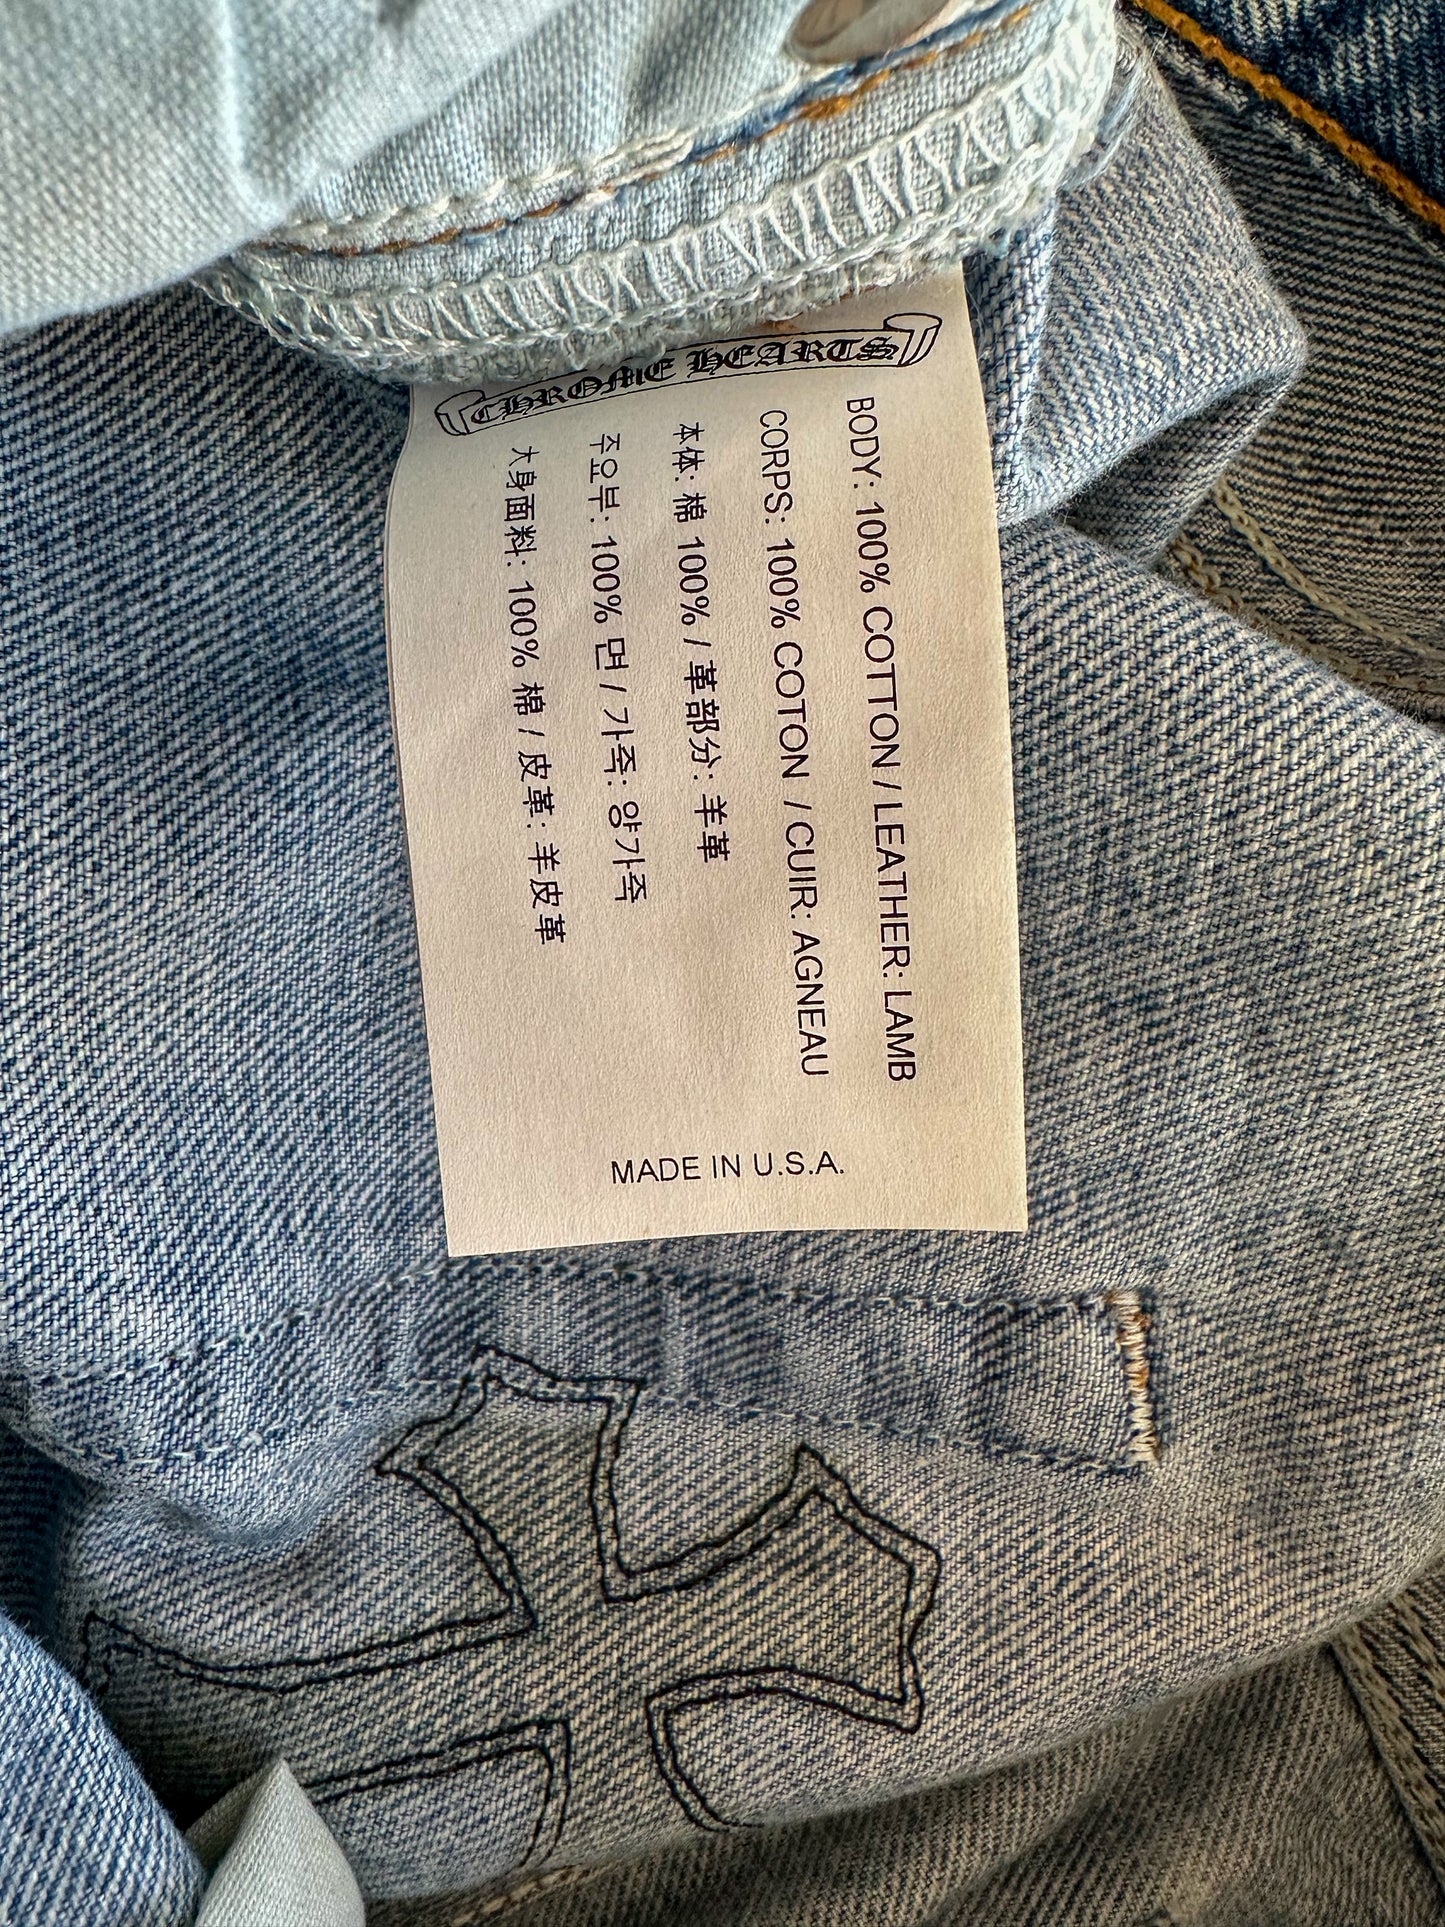 CHROME HEARTS
BODY: 100% COTTON / LEATHER: LAMB
CORPS: 100% COTON / CUIR: AGNEAU
本体: 棉 100% / 革部分: 羊革
주요부: 100% 면 / 가죽: 양가죽
大身面料: 100% 棉 / 皮革: 羊皮革
MADE IN U.S.A.